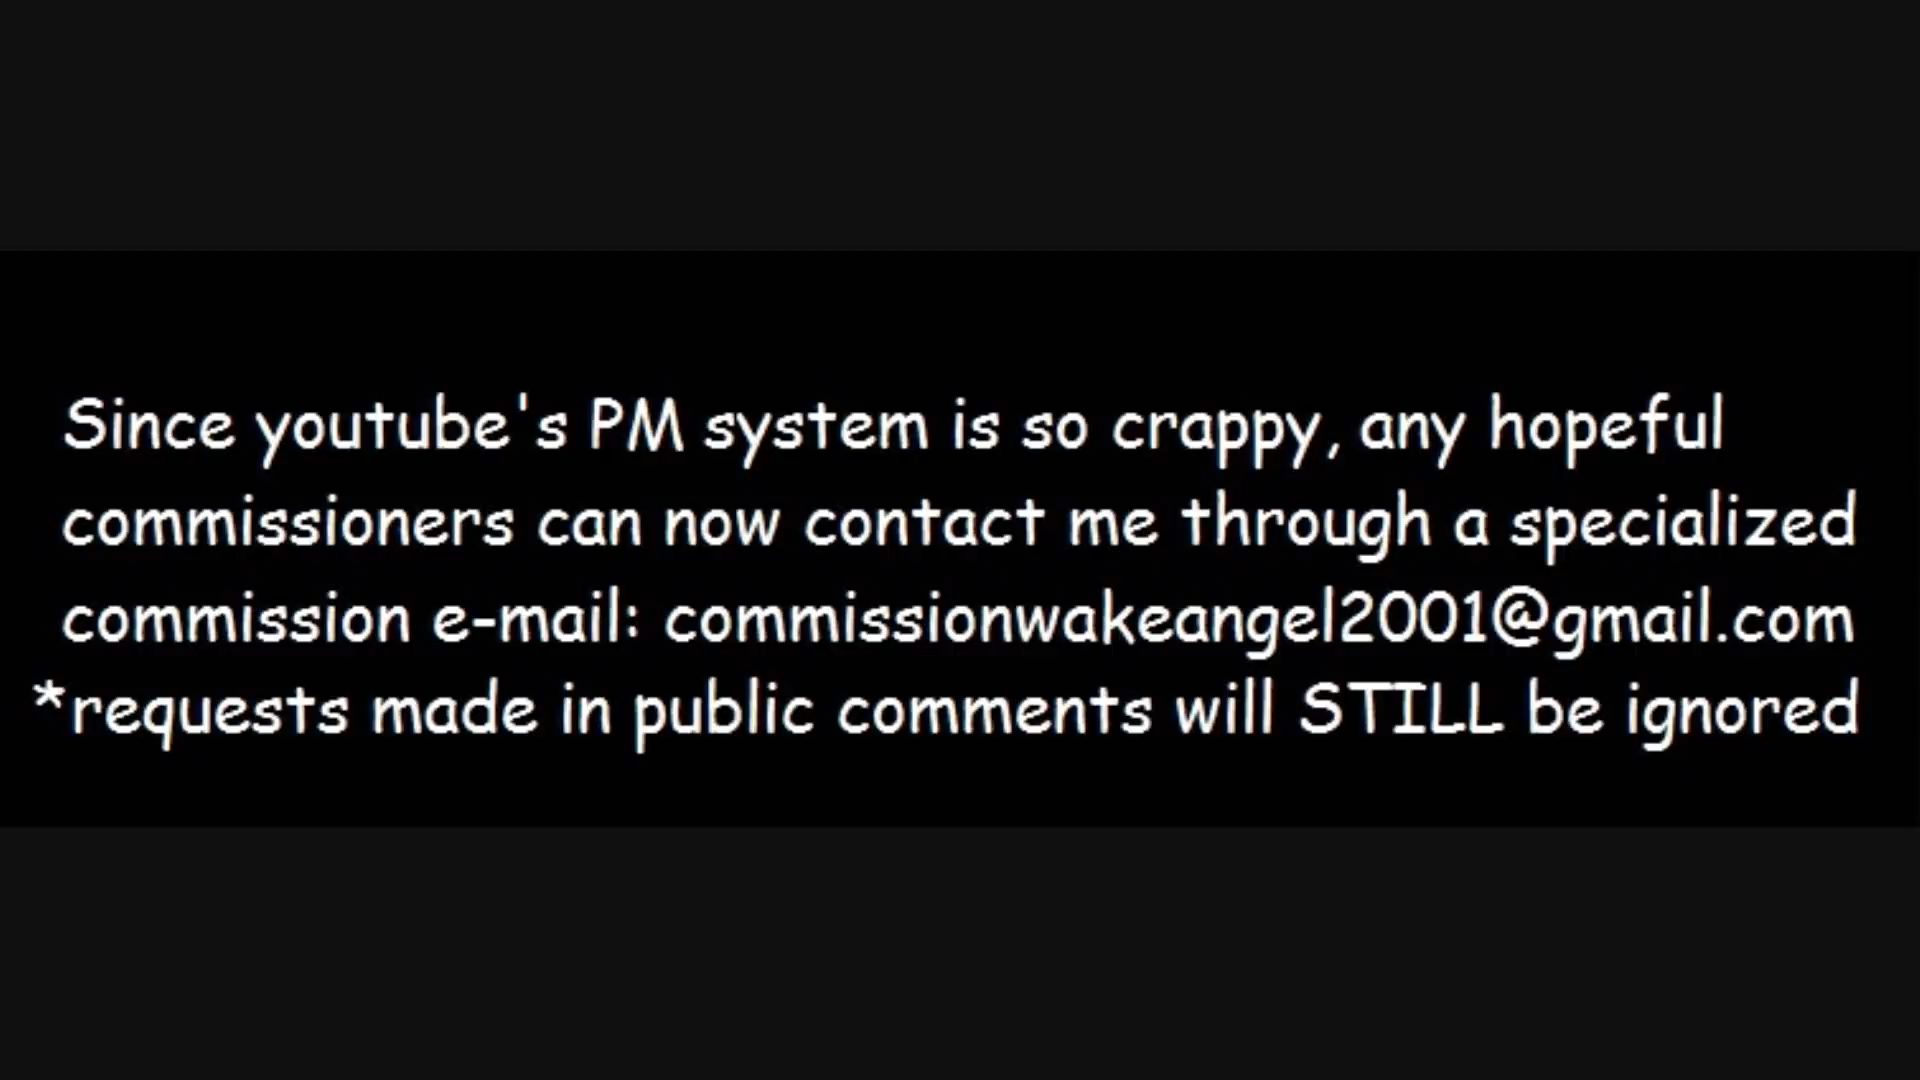 Since youtube's PM system is so crappy, any hopeful
commissioners can now contact me through a specialized
commission e-mail: commissionwakeangel2001@gmail.com
*requests made in public comments will STILL be ignored